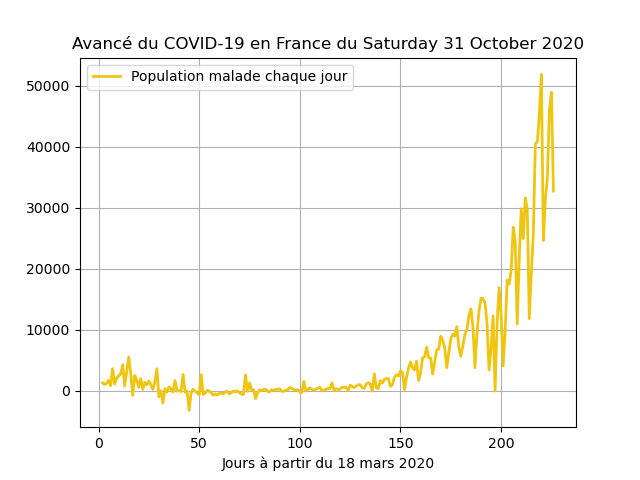 Avancé du COVID-19 en France du Saturday 31 October 2020
Population malade chaque jour
50000
40000
30000
20000
10000
0
0 50 100 150 200
Jours à partir du 18 mars 2020